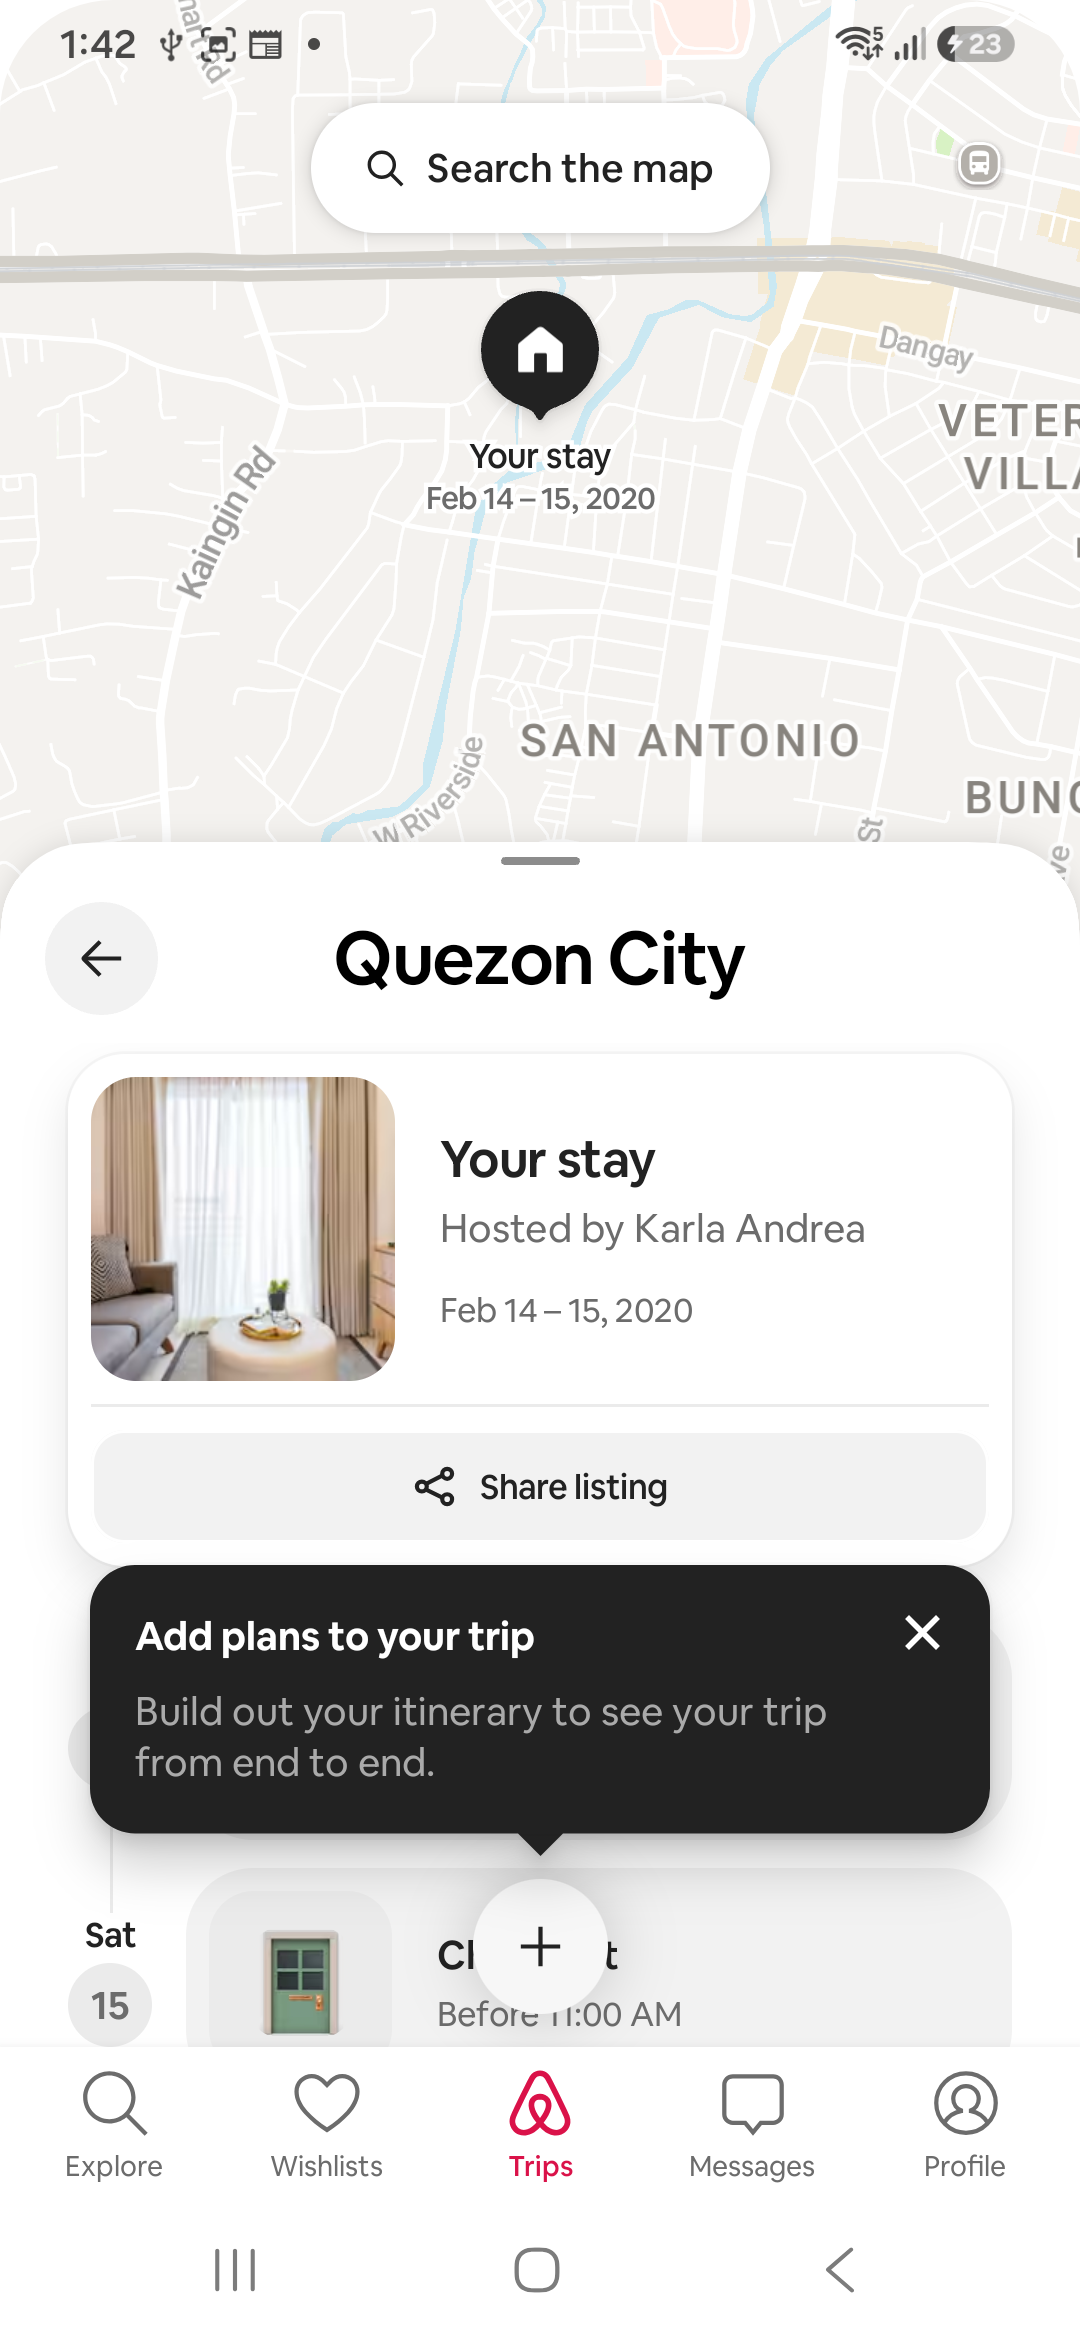 1:42
5
23
Search the map
Dangay
Your stay
Feb 14 – 15, 2020
Kaingin Rd
SAN ANTONIO
W Riverside
St
Quezon City
Your stay
Hosted by Karla Andrea
Feb 14 – 15, 2020
Share listing
Add plans to your trip
Build out your itinerary to see your trip
from end to end.
Sat
15
Before 11:00 AM
Explore
Wishlists
Trips
Messages
Profile